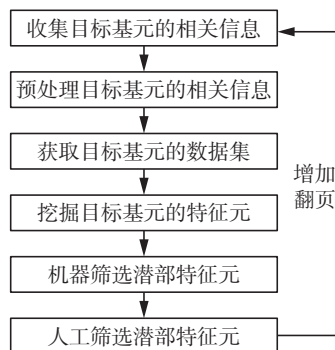 收集目标基元的相关信息
预处理目标基元的相关信息
获取目标基元的数据集
挖掘目标基元的特征元
机器筛选潜部特征元
人工筛选潜部特征元
增加
翻页